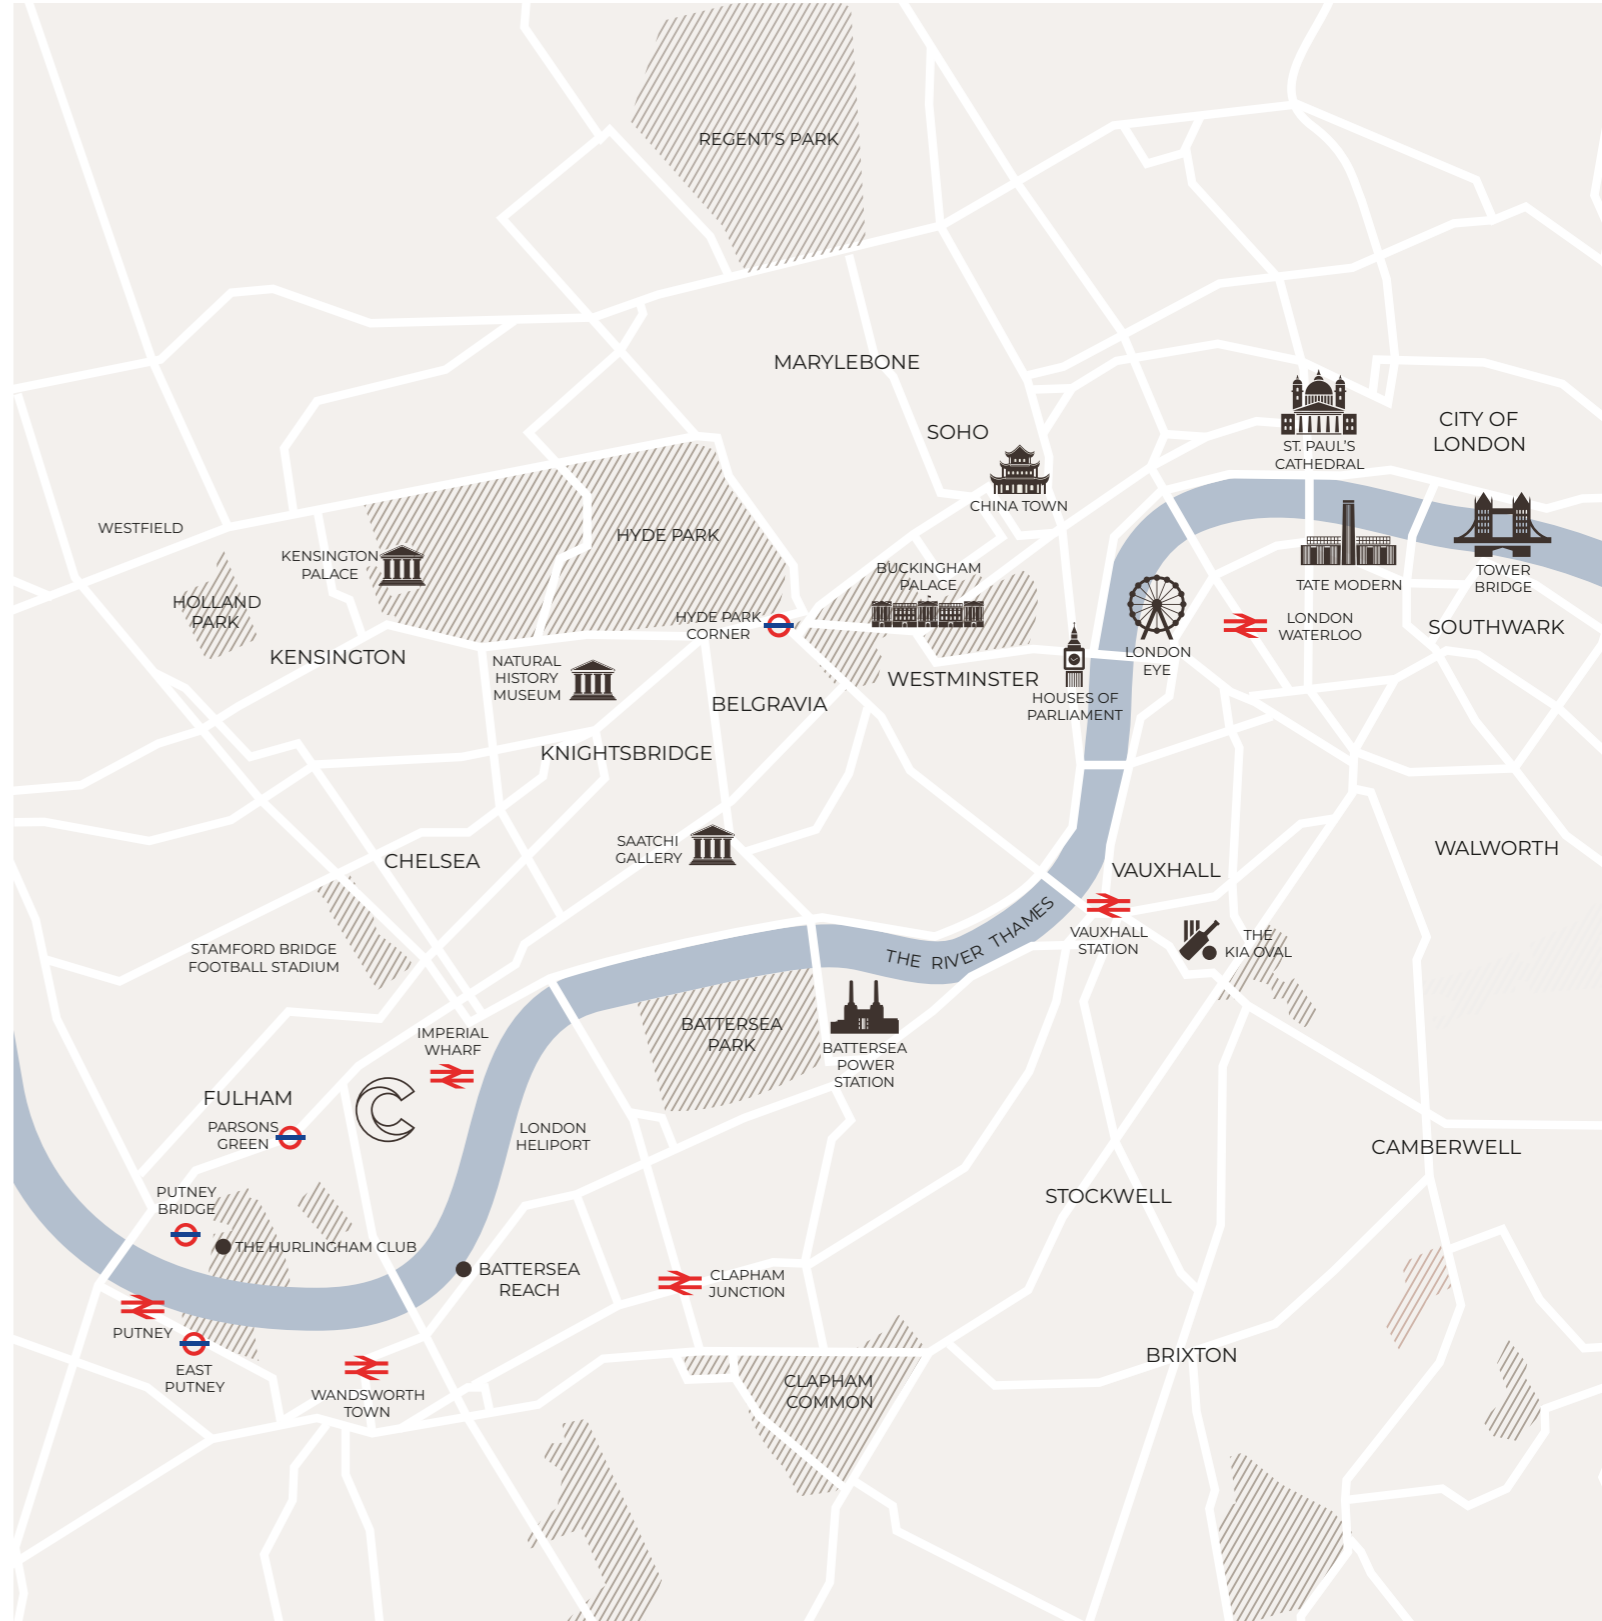 REGENT'S PARK
MARYLEBONE
SOHO
CHINA TOWN
ST. PAUL'S
CATHEDRAL
CITY OF
LONDON
WESTFIELD
KENSINGTON
PALACE
HYDE PARK
HOLLAND
PARK
BUCKINGHAM
PALACE
TATE MODERN
TOWER
BRIDGE
HYDE PARK
CORNER
LONDON
WATERLOO
SOUTHWARK
KENSINGTON
NATURAL
HISTORY
MUSEUM
LONDON
EYE
WESTMINSTER
BELGRAVIA
HOUSES OF
PARLIAMENT
KNIGHTSBRIDGE
SAATCHI
GALLERY
WALWORTH
CHELSEA
VAUXHALL
STAMFORD BRIDGE
FOOTBALL STADIUM
THE RIVER THAMES
VAUXHALL
STATION
THE
KIA OVAL
IMPERIAL
WHARF
BATTERSEA
PARK
BATTERSEA
POWER
STATION
FULHAM
PARSONS
GREEN
C
LONDON
HELIPORT
CAMBERWELL
PUTNEY
BRIDGE
STOCKWELL
THE HURLINGHAM CLUB
BATTERSEA
REACH
CLAPHAM
JUNCTION
PUTNEY
EAST
PUTNEY
WANDSWORTH
TOWN
BRIXTON
CLAPHAM
COMMON